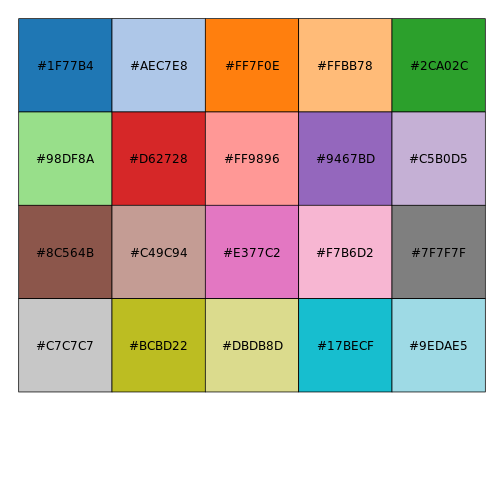 #1F77B4 #AEC7E8 #FF7F0E #FFBB78 #2CA02C
#98DF8A #D62728 #FF9896 #9467BD #C5B0D5
#8C564B #C49C94 #E377C2 #F7B6D2 #7F7F7F
#C7C7C7 #BCBD22 #DBDB8D #17BECF #9EDAE5